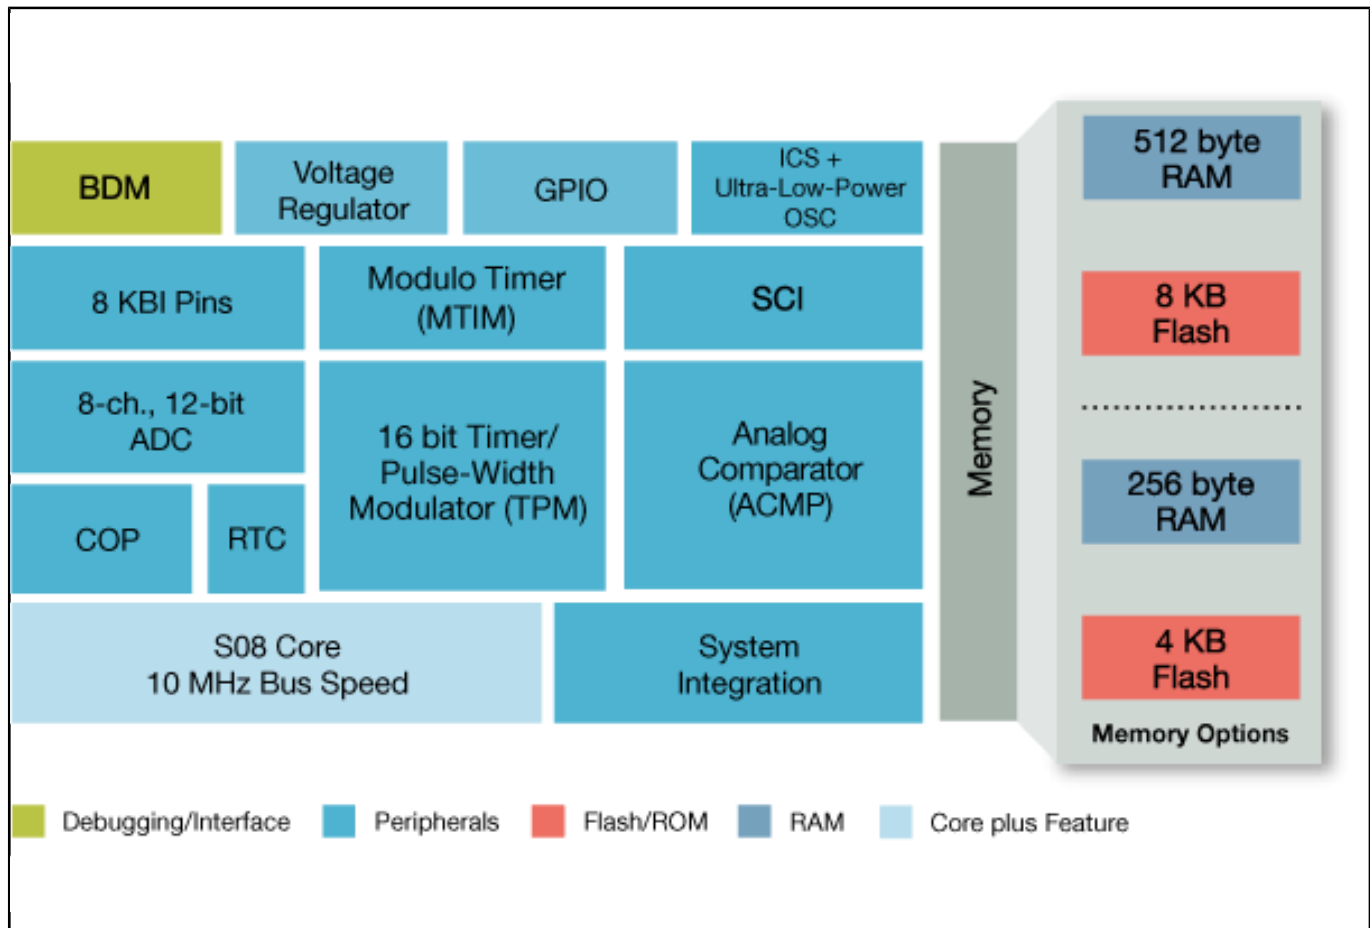 BDM
Voltage
Regulator
GPIO
ICS +
Ultra-Low-Power
OSC
8 KBI Pins
Modulo Timer
(MTIM)
SCI
8-ch., 12-bit
ADC
16 bit Timer/
Pulse-Width
Modulator (TPM)
Analog
Comparator
(ACMP)
COP
RTC
S08 Core
10 MHz Bus Speed
System
Integration
Memory
512 byte
RAM
8 KB
Flash
256 byte
RAM
4 KB
Flash
Memory Options
Debugging/Interface
Peripherals
Flash/ROM
RAM
Core plus Feature